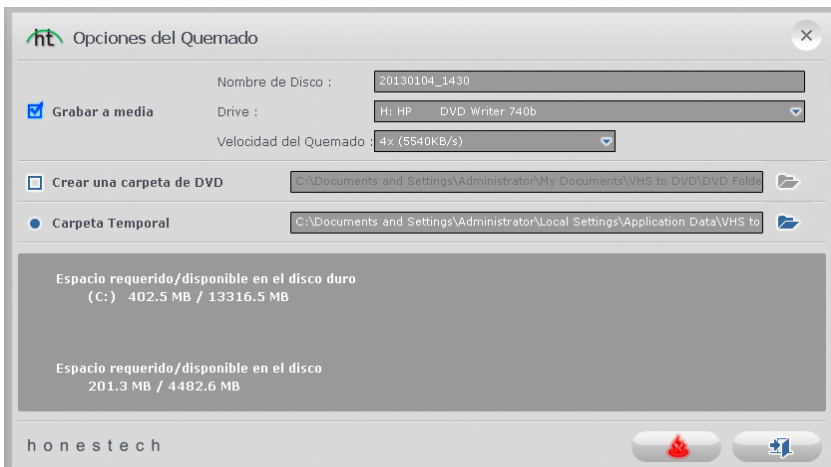 ht Opciones del Quemado
Nombre de Disco : 20130104_1430
Grabar a media Drive : H: HP DVD Writer 740b
Velocidad del Quemado : 4x (5540KB/s)
Crear una carpeta de DVD C:\Documents and Settings\Administrator\My Documents\VHS to DVD\DVD Folde
Carpeta Temporal C:\Documents and Settings\Administrator\Local Settings\Application Data\VHS to
Espacio requerido/disponible en el disco duro
(C:) 402.5 MB / 13316.5 MB
Espacio requerido/disponible en el disco
201.3 MB / 4482.6 MB
honestech